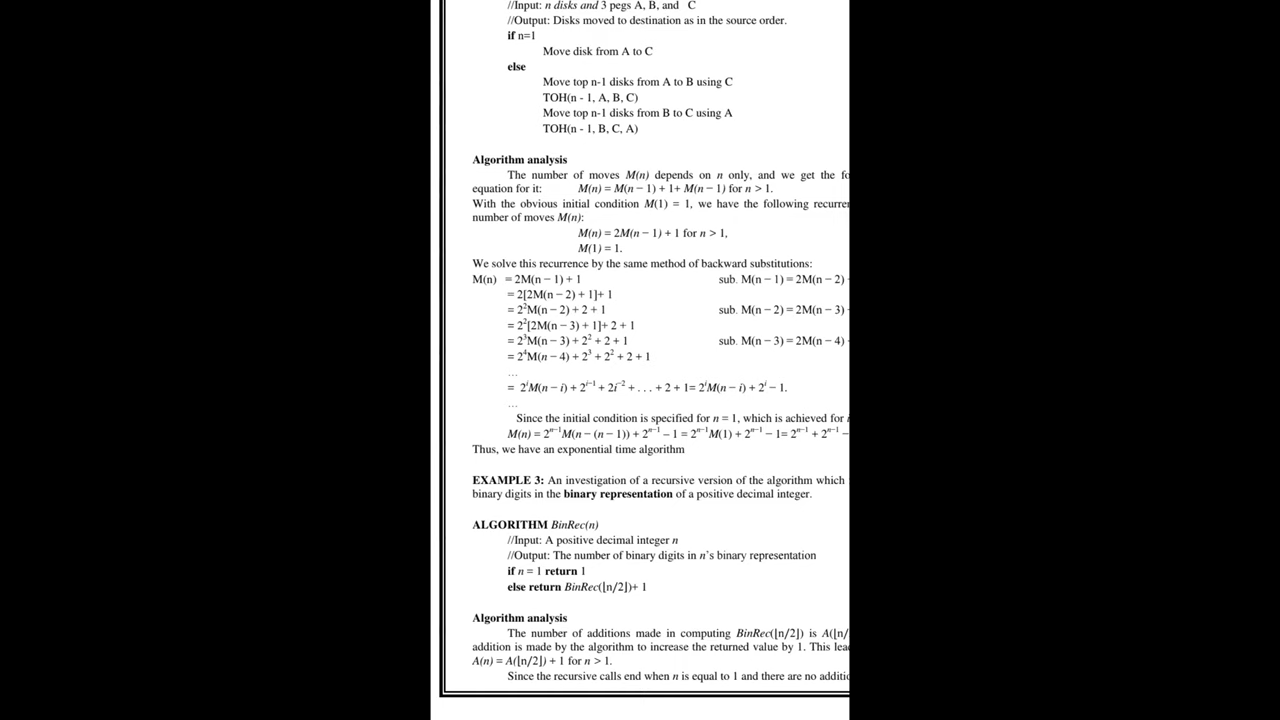 //Input: n disks and 3 pegs A, B, and C
//Output: Disks moved to destination as in the source order.
if n=1
Move disk from A to C
else
Move top n-1 disks from A to B using C
TOH(n - 1, A, B, C)
Move top n-1 disks from B to C using A
TOH(n - 1, B, C, A)
Algorithm analysis
The number of moves M(n) depends on n only, and we get the fo
equation for it: M(n) = M(n − 1) + 1+ M(n − 1) for n > 1.
With the obvious initial condition M(1) = 1, we have the following recurre
number of moves M(n):
M(n) = 2M(n − 1) + 1 for n > 1,
M(1) = 1.
We solve this recurrence by the same method of backward substitutions:
M(n) = 2M(n − 1) + 1 sub. M(n − 1) = 2M(n − 2)
= 2[2M(n − 2) + 1]+ 1
= 2²M(n − 2) + 2 + 1 sub. M(n − 2) = 2M(n − 3)
= 2²[2M(n − 3) + 1]+ 2 + 1
= 2³M(n − 3) + 2² + 2 + 1 sub. M(n − 3) = 2M(n − 4)
= 2⁴M(n − 4) + 2³ + 2² + 2 + 1
…
= 2ⁱM(n − i) + 2ⁱ⁻¹ + 2i⁻² + . . . + 2 + 1= 2ⁱM(n − i) + 2ⁱ − 1.
…
Since the initial condition is specified for n = 1, which is achieved for i
M(n) = 2ⁿ⁻¹M(n − (n − 1)) + 2ⁿ⁻¹ – 1 = 2ⁿ⁻¹M(1) + 2ⁿ⁻¹ − 1= 2ⁿ⁻¹ + 2ⁿ⁻¹ −
Thus, we have an exponential time algorithm
EXAMPLE 3: An investigation of a recursive version of the algorithm which
binary digits in the binary representation of a positive decimal integer.
ALGORITHM BinRec(n)
//Input: A positive decimal integer n
//Output: The number of binary digits in n's binary representation
if n = 1 return 1
else return BinRec(⌊n/2⌋)+ 1
Algorithm analysis
The number of additions made in computing BinRec(⌊n/2⌋) is A(⌊n/
addition is made by the algorithm to increase the returned value by 1. This lea
A(n) = A(⌊n/2⌋) + 1 for n > 1.
Since the recursive calls end when n is equal to 1 and there are no additio